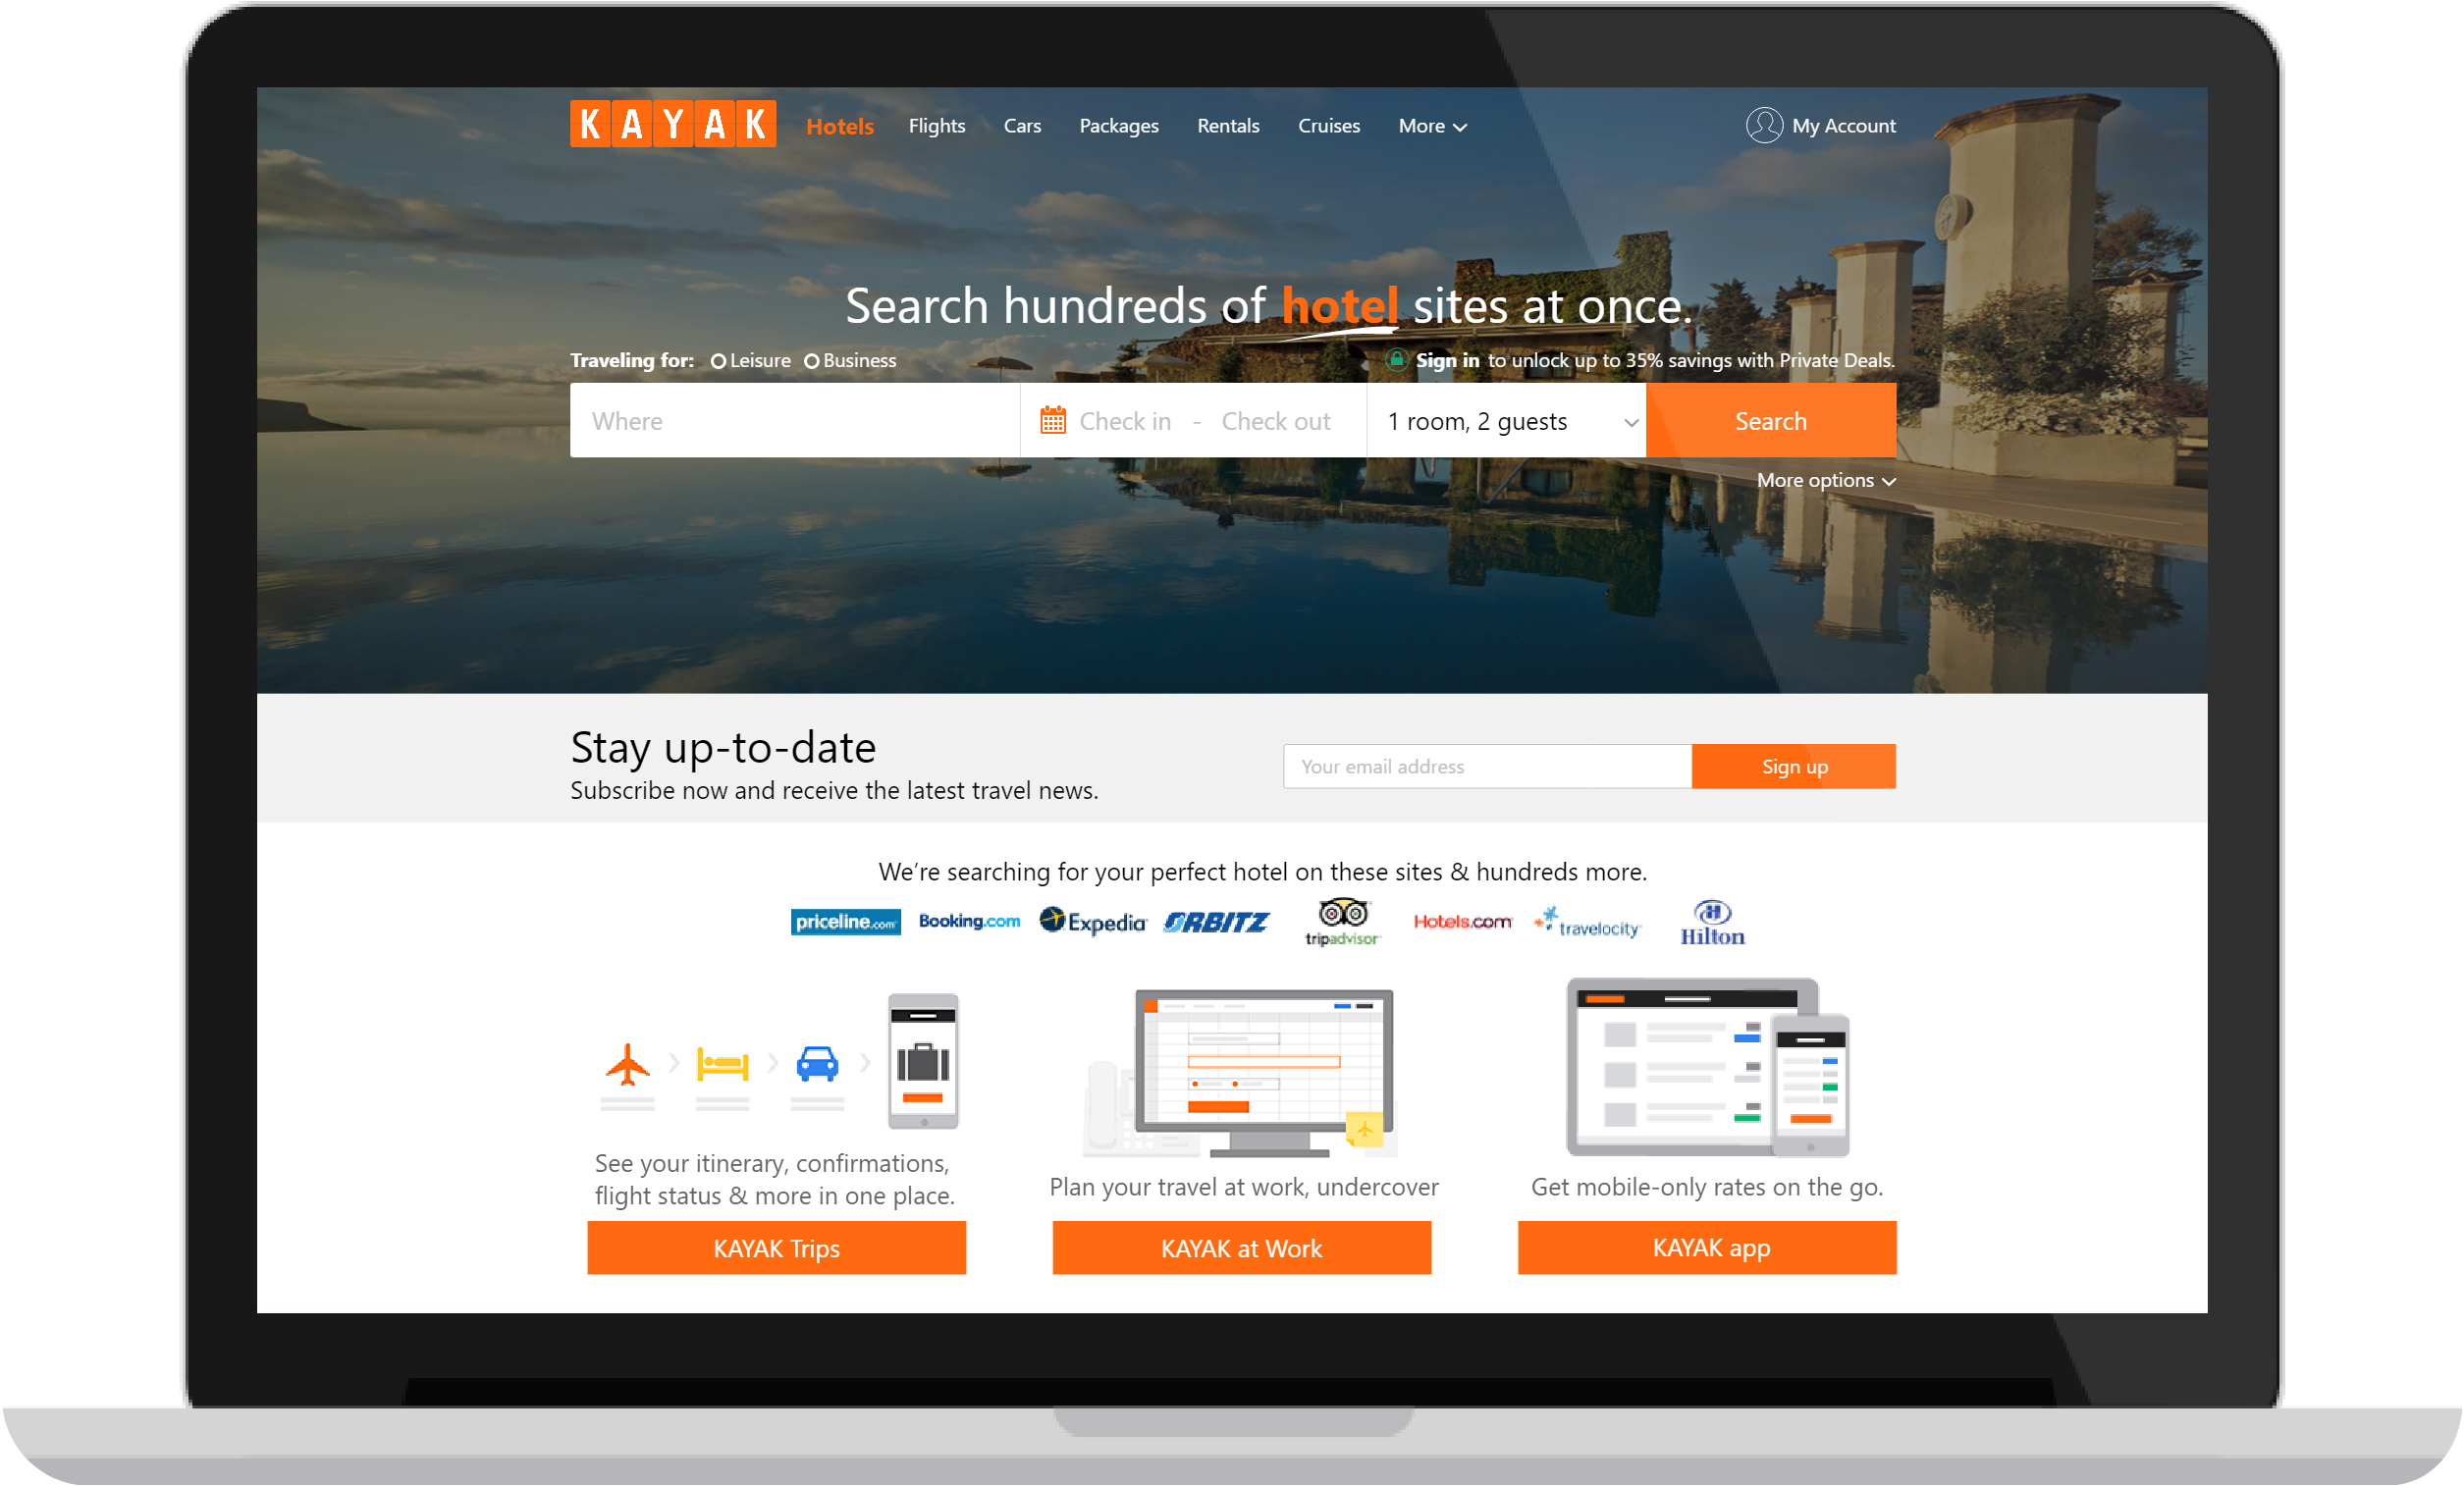 KAYAK Hotels Flights Cars Packages Rentals Cruises More My Account
Search hundreds of hotel sites at once.
Traveling for: Leisure Business Sign in to unlock up to 35% savings with Private Deals.
Where Check in - Check out 1 room, 2 guests Search
More options
Stay up-to-date
Subscribe now and receive the latest travel news.
Your email address Sign up
We’re searching for your perfect hotel on these sites & hundreds more.
priceline.com Booking.com Expedia ORBITZ tripadvisor Hotels.com travelocity Hilton
See your itinerary, confirmations,
flight status & more in one place.
Plan your travel at work, undercover
Get mobile-only rates on the go.
KAYAK Trips KAYAK at Work KAYAK app